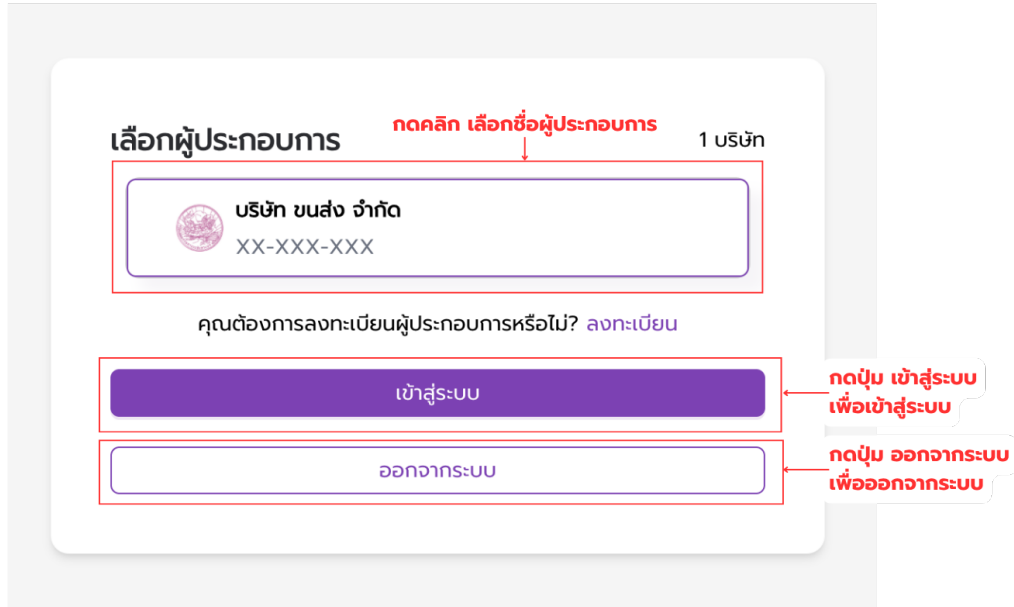 กดคลิก เลือกชื่อผู้ประกอบการ
เลือกผู้ประกอบการ
1 บริษัท
บริษัท ขนส่ง จำกัด
XX-XXX-XXX
คุณต้องการลงทะเบียนผู้ประกอบการหรือไม่? ลงทะเบียน
เข้าสู่ระบบ
กดปุ่ม เข้าสู่ระบบ
เพื่อเข้าสู่ระบบ
ออกจากระบบ
กดปุ่ม ออกจากระบบ
เพื่อออกจากระบบ